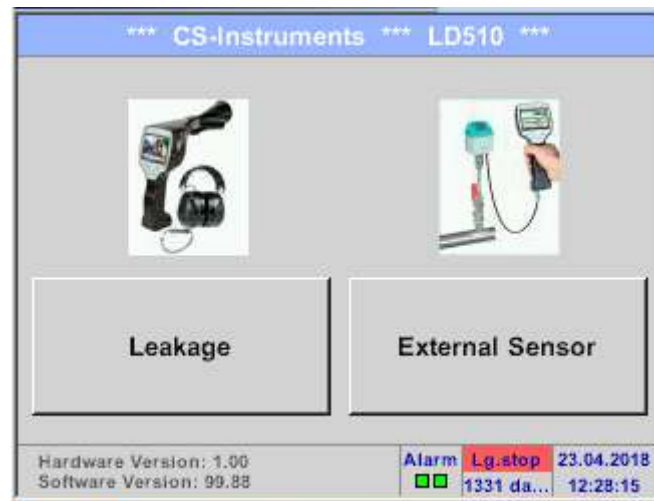 *** CS-Instruments *** LD510 ***
Leakage
External Sensor
Hardware Version: 1.00
Software Version: 99.88
Alarm
Lg.stop
1331 da...
23.04.2018
12:28:15